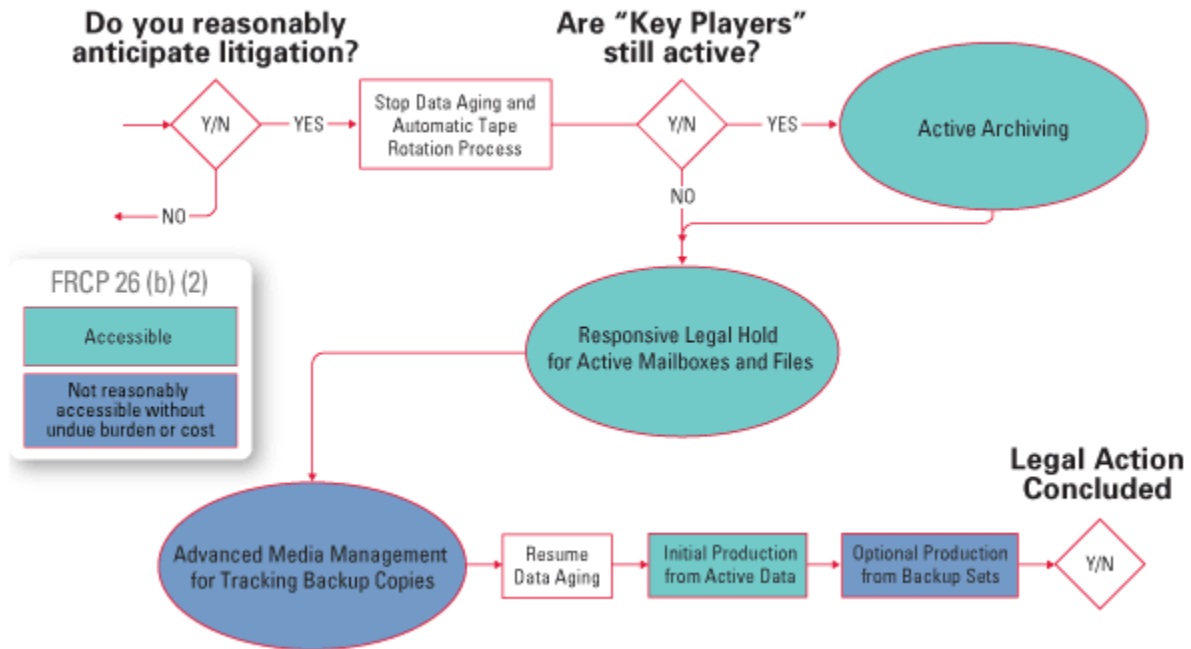 Do you reasonably
anticipate litigation?
Are “Key Players”
still active?
Y/N
YES
Stop Data Aging and
Automatic Tape
Rotation Process
Y/N
YES
Active Archiving
NO
NO
FRCP 26 (b) (2)
Accessible
Not reasonably
accessible without
undue burden or cost
Responsive Legal Hold
for Active Mailboxes and Files
Legal Action
Concluded
Advanced Media Management
for Tracking Backup Copies
Resume
Data Aging
Initial Production
from Active Data
Optional Production
from Backup Sets
Y/N